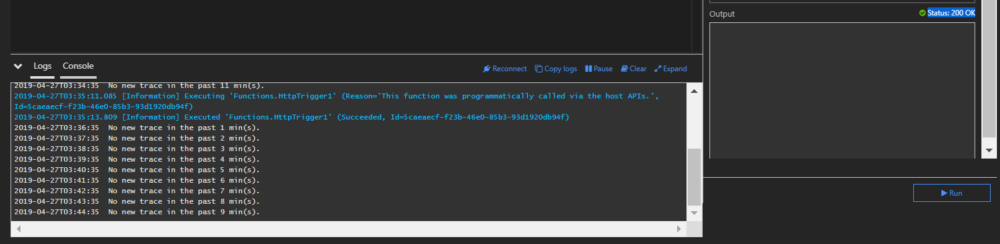 Output
Status: 200 OK
Logs Console
Reconnect Copy logs Pause Clear Expand
2019-04-27T03:34:35  No new trace in the past 11 min(s).
2019-04-27T03:35:11.085 [Information] Executing 'Functions.HttpTrigger1' (Reason='This function was programmatically called via the host APIs.',
Id=5caeaecf-f23b-46e0-85b3-93d1920db94f)
2019-04-27T03:35:13.809 [Information] Executed 'Functions.HttpTrigger1' (Succeeded, Id=5caeaecf-f23b-46e0-85b3-93d1920db94f)
2019-04-27T03:36:35  No new trace in the past 1 min(s).
2019-04-27T03:37:35  No new trace in the past 2 min(s).
2019-04-27T03:38:35  No new trace in the past 3 min(s).
2019-04-27T03:39:35  No new trace in the past 4 min(s).
2019-04-27T03:40:35  No new trace in the past 5 min(s).
2019-04-27T03:41:35  No new trace in the past 6 min(s).
2019-04-27T03:42:35  No new trace in the past 7 min(s).
2019-04-27T03:43:35  No new trace in the past 8 min(s).
2019-04-27T03:44:35  No new trace in the past 9 min(s).
Run